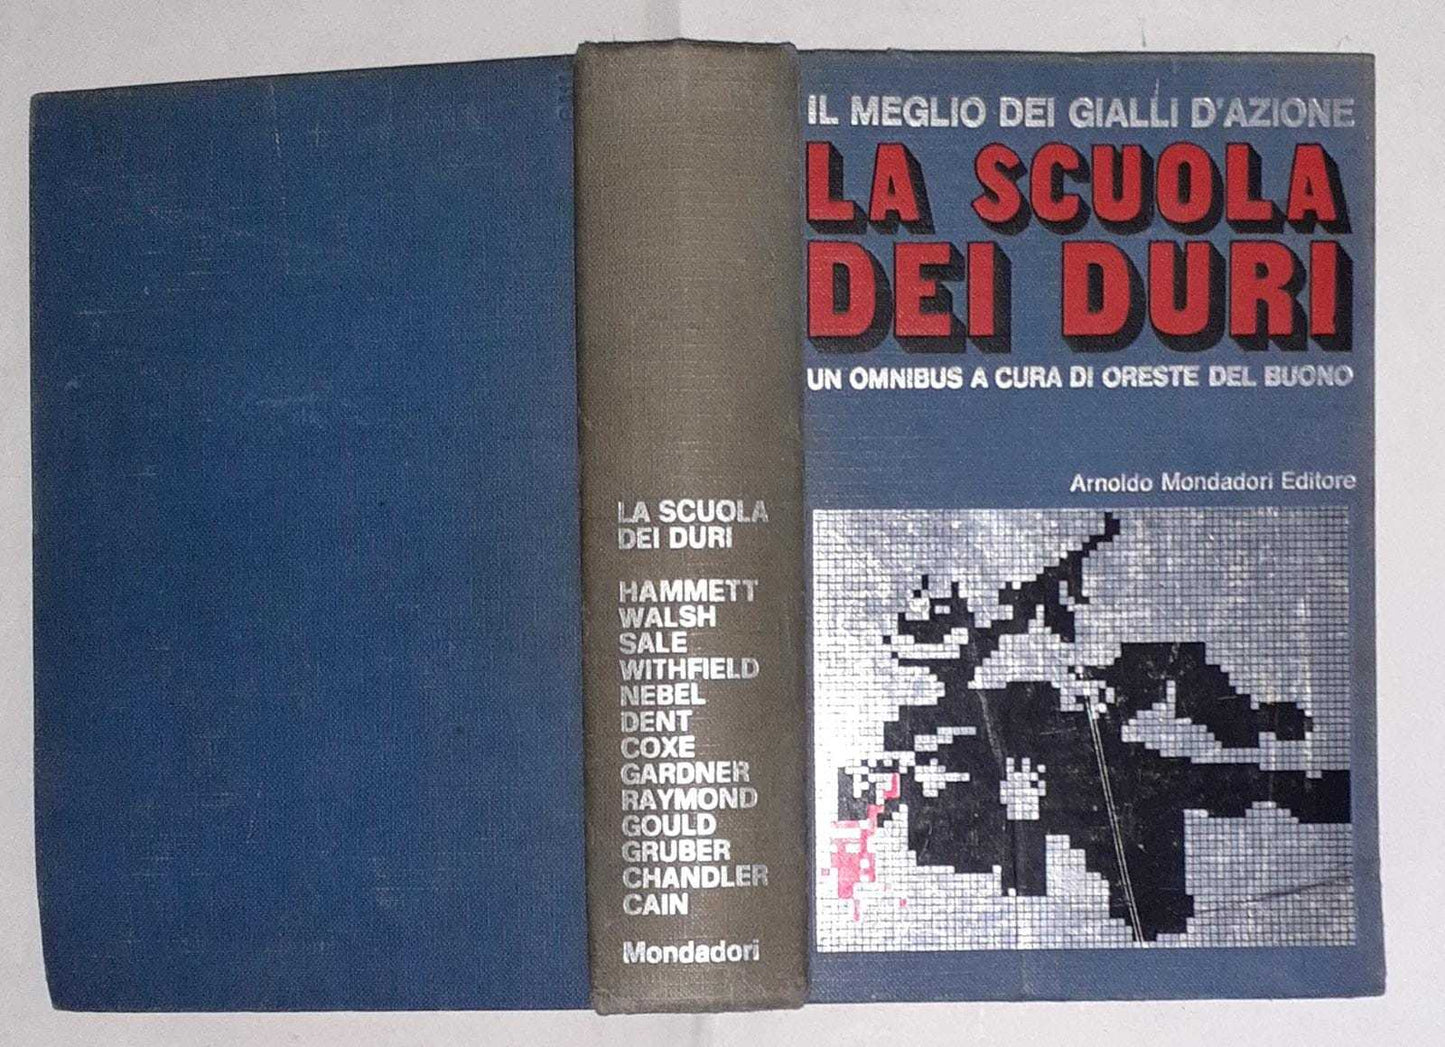 LA SCUOLA
DEI DURI
HAMMETT
WALSH
SALE
WITHFIELD
NEBEL
DENT
COXE
GARDNER
RAYMOND
GOULD
GRUBER
CHANDLER
CAIN
Mondadori
IL MEGLIO DEI GIALLI D'AZIONE
LA SCUOLA
DEI DURI
UN OMNIBUS A CURA DI ORESTE DEL BUONO
Arnoldo Mondadori Editore